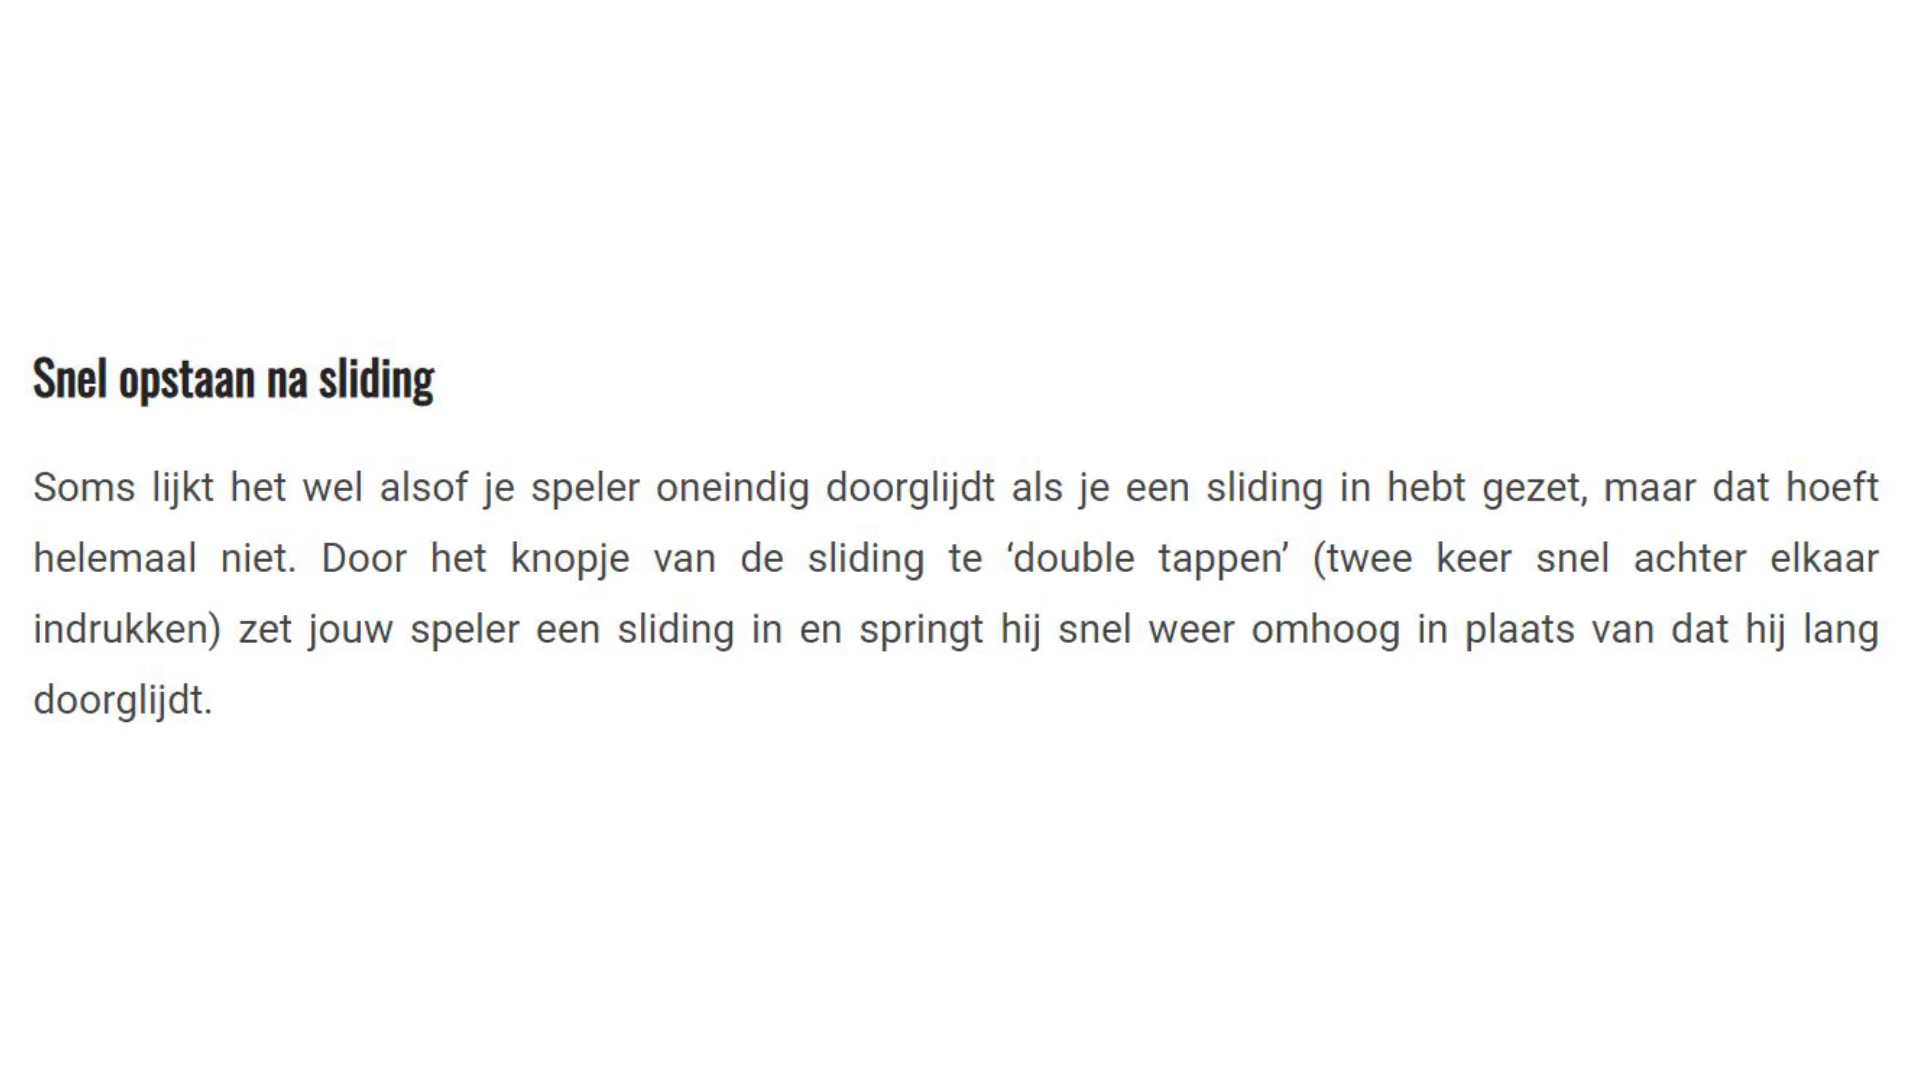 Snel opstaan na sliding
Soms lijkt het wel alsof je speler oneindig doorglijdt als je een sliding in hebt gezet, maar dat hoeft
helemaal niet. Door het knopje van de sliding te ‘double tappen’ (twee keer snel achter elkaar
indrukken) zet jouw speler een sliding in en springt hij snel weer omhoog in plaats van dat hij lang
doorglijdt.